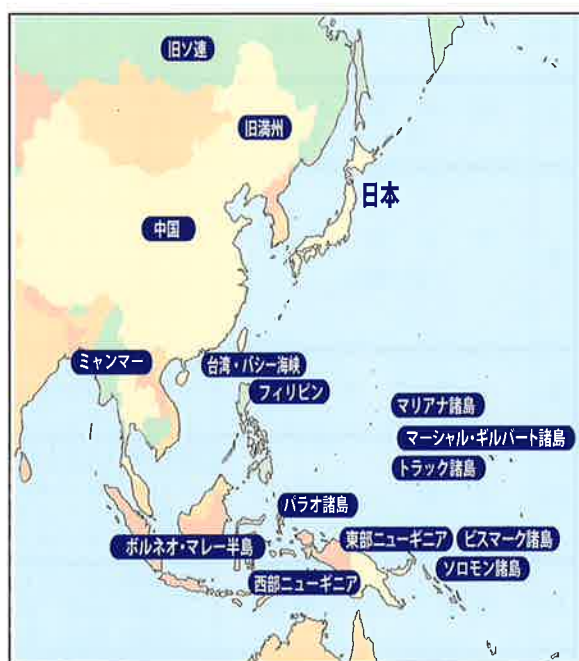 旧ソ連
旧満州
日本
中国
ミャンマー
台湾・バシー海峡
フィリピン
マリアナ諸島
マーシャル・ギルバート諸島
トラック諸島
パラオ諸島
ボルネオ・マレー半島
東部ニューギニア
ビスマーク諸島
ソロモン諸島
西部ニューギニア